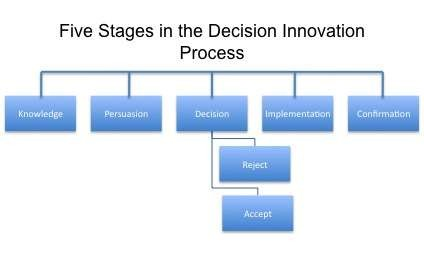 Five Stages in the Decision Innovation
Process
Knowledge
Persuasion
Decision
Implementation
Confirmation
Reject
Accept